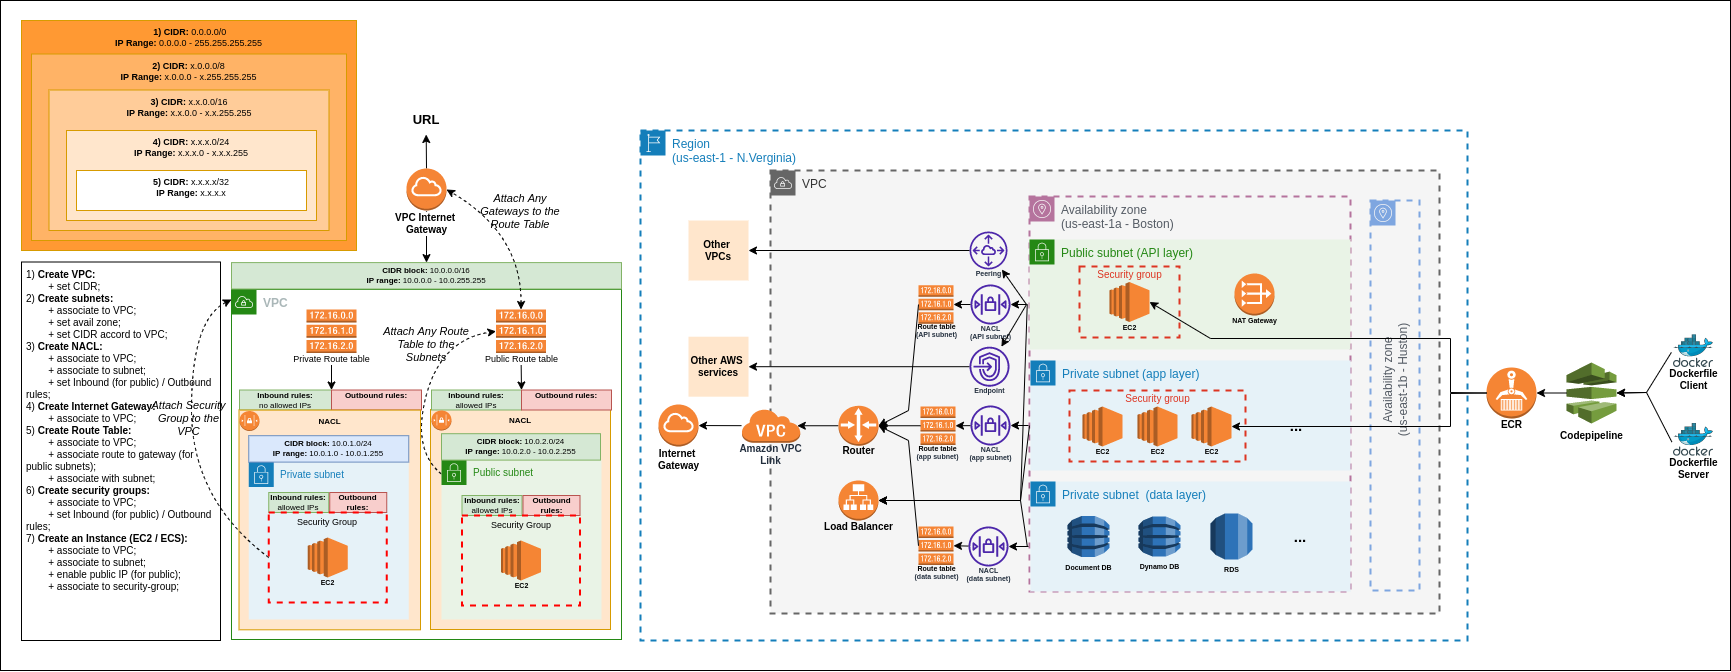 1) CIDR: 0.0.0.0/0
IP Range: 0.0.0.0 - 255.255.255.255
2) CIDR: x.0.0.0/8
IP Range: x.0.0.0 - x.255.255.255
3) CIDR: x.x.0.0/16
IP Range: x.x.0.0 - x.x.255.255
4) CIDR: x.x.x.0/24
IP Range: x.x.x.0 - x.x.x.255
5) CIDR: x.x.x.x/32
IP Range: x.x.x.x
1) Create VPC:
+ set CIDR;
2) Create subnets:
+ associate to VPC;
+ set avail zone;
+ set CIDR accord to VPC;
3) Create NACL:
+ associate to VPC;
+ associate to subnet;
+ set Inbound (for public) / Outbound
rules;
4) Create Internet Gateway:
+ associate to VPC;
5) Create Route Table:
+ associate to VPC;
+ associate route to gateway (for
public subnets);
+ associate with subnet;
6) Create security groups:
+ associate to VPC;
+ set Inbound (for public) / Outbound
rules;
7) Create an Instance (EC2 / ECS):
+ associate to VPC;
+ associate to subnet;
+ enable public IP (for public);
+ associate to security-group;
Attach Security
Group to the
VPC
URL
VPC Internet
Gateway
Attach Any
Gateways to the
Route Table
CIDR block: 10.0.0.0/16
IP range: 10.0.0.0 - 10.0.255.255
VPC
172.16.0.0
172.16.1.0
172.16.2.0
Private Route table
Attach Any Route
Table to the
Subnets
172.16.0.0
172.16.1.0
172.16.2.0
Public Route table
Inbound rules:
no allowed IPs
Outbound rules:
NACL
CIDR block: 10.0.1.0/24
IP range: 10.0.1.0 - 10.0.1.255
Private subnet
Inbound rules:
allowed IPs
Outbound
rules:
Security Group
EC2
Inbound rules:
allowed IPs
Outbound rules:
NACL
CIDR block: 10.0.2.0/24
IP range: 10.0.2.0 - 10.0.2.255
Public subnet
Inbound rules:
allowed IPs
Outbound
rules:
Security Group
EC2
Region
(us-east-1 - N.Verginia)
VPC
Other
VPCs
Other AWS
services
Internet
Gateway
VPC
Amazon VPC
Link
Router
Load Balancer
Peering
172.16.0.0
172.16.1.0
172.16.2.0
Route table
(API subnet)
NACL
(API subnet)
Endpoint
172.16.0.0
172.16.1.0
172.16.2.0
Route table
(app subnet)
NACL
(app subnet)
172.16.0.0
172.16.1.0
172.16.2.0
Route table
(data subnet)
NACL
(data subnet)
Availability zone
(us-east-1a - Boston)
Public subnet (API layer)
Security group
EC2
NAT Gateway
Private subnet (app layer)
Security group
EC2
EC2
EC2
...
Private subnet (data layer)
Document DB
Dynamo DB
RDS
...
Availability zone
(us-east-1b - Huston)
ECR
Codepipeline
docker
Dockerfile
Client
docker
Dockerfile
Server